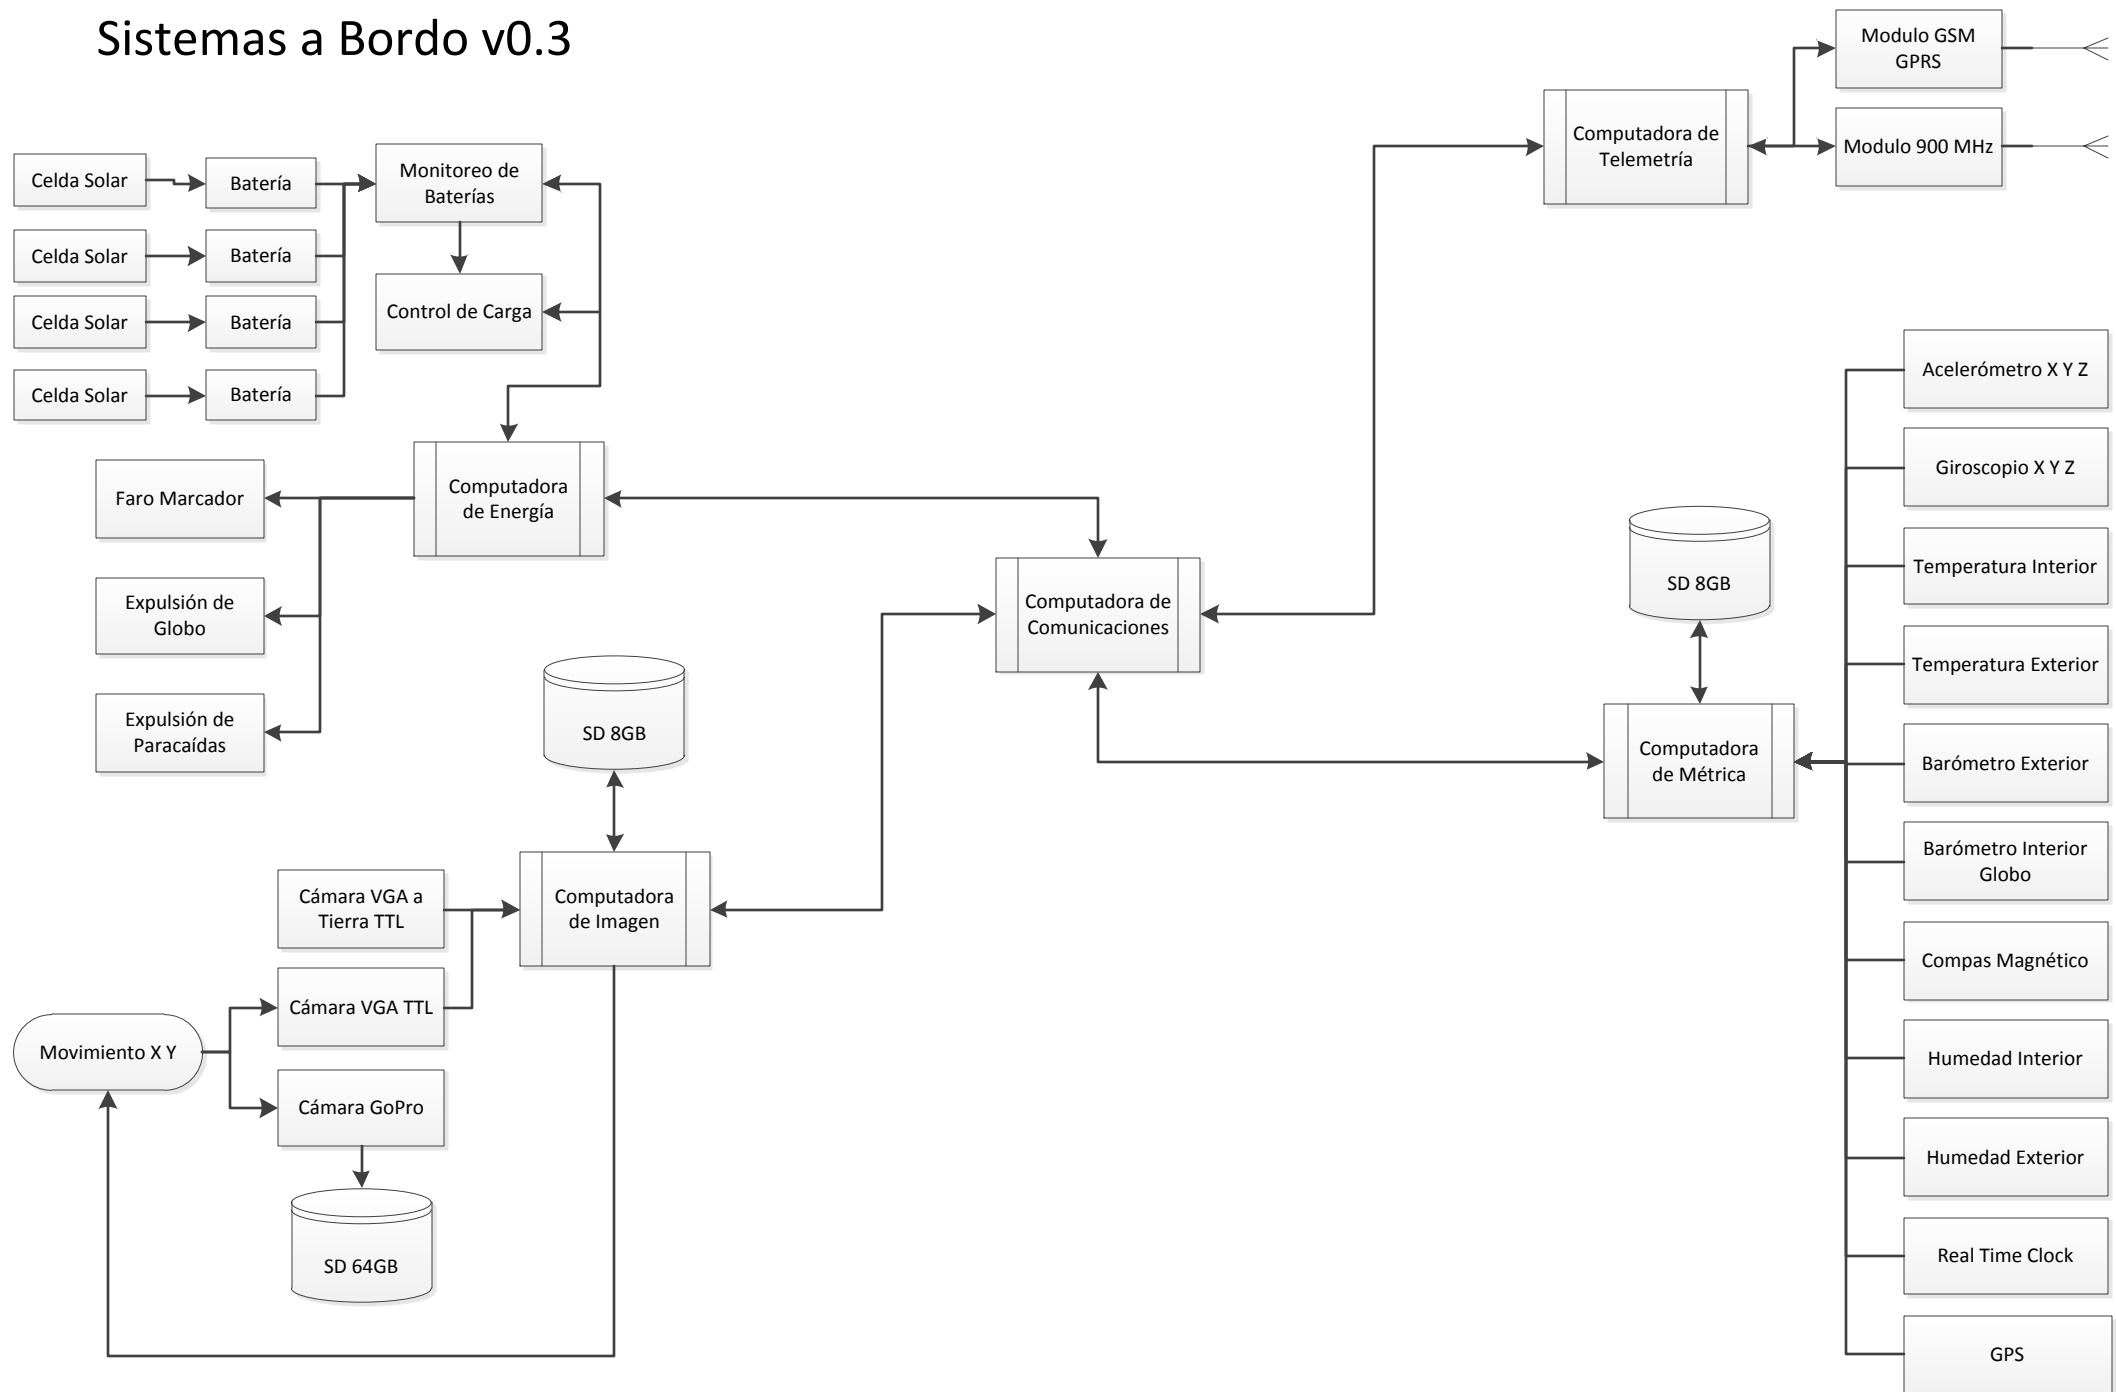 Sistemas a Bordo v0.3
Modulo GSM
GPRS
Computadora de
Telemetría
Modulo 900 MHz
Celda Solar
Batería
Monitoreo de
Baterías
Celda Solar
Batería
Celda Solar
Batería
Control de Carga
Celda Solar
Batería
Faro Marcador
Computadora
de Energía
Expulsión de
Globo
Expulsión de
Paracaídas
Computadora de
Comunicaciones
SD 8GB
Computadora
de Métrica
Acelerómetro X Y Z
Giroscopio X Y Z
Temperatura Interior
Temperatura Exterior
Barómetro Exterior
Barómetro Interior
Globo
Compas Magnético
Humedad Interior
Humedad Exterior
Real Time Clock
GPS
SD 8GB
Cámara VGA a
Tierra TTL
Computadora
de Imagen
Cámara VGA TTL
Movimiento X Y
Cámara GoPro
SD 64GB